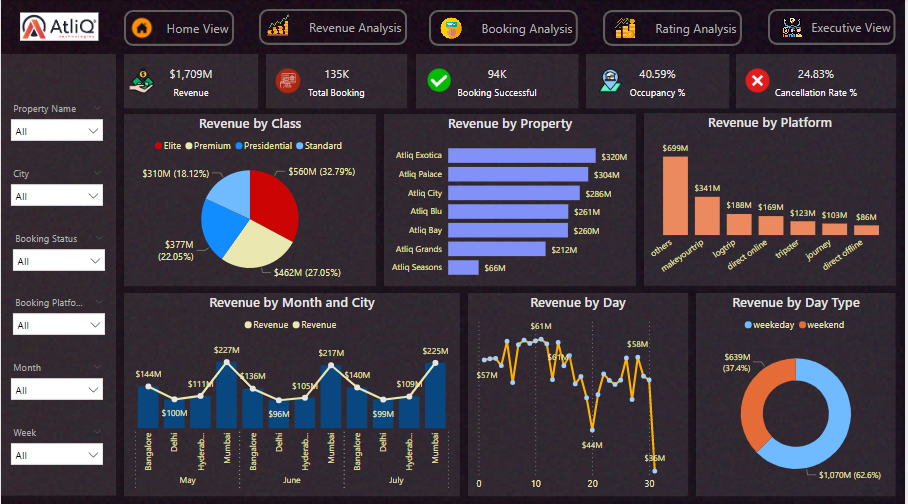 AtliQ
technologies
Home View
Revenue Analysis
Booking Analysis
Rating Analysis
Executive View
$1,709M
Revenue
135K
Total Booking
94K
Booking Successful
40.59%
Occupancy %
24.83%
Cancellation Rate %
Property Name
All
City
All
Booking Status
All
Booking Platfo...
All
Month
All
Week
All
Revenue by Class
Elite Premium Presidential Standard
$310M (18.12%)
$560M (32.79%)
$377M
(22.05%)
$462M (27.05%)
Revenue by Property
Atliq Exotica $320M
Atliq Palace $304M
Atliq City $286M
Atliq Blu $261M
Atliq Bay $260M
Atliq Grands $212M
Atliq Seasons $66M
Revenue by Platform
$699M
$341M
$188M
$169M
$123M
$103M
$86M
others
makeyourtrip
logtrip
direct online
tripster
journey
direct offline
Revenue by Month and City
Revenue Revenue
$144M
$100M
$111M
$227M
$136M
$96M
$105M
$217M
$140M
$99M
$109M
$225M
Bangalore
Delhi
Hyderab...
Mumbai
Bangalore
Delhi
Hyderab...
Mumbai
Bangalore
Delhi
Hyderab...
Mumbai
May
June
July
Revenue by Day
$61M
$61M
$58M
$57M
$44M
$36M
0 10 20 30
Revenue by Day Type
weekeday weekend
$639M
(37.4%)
$1,070M (62.6%)